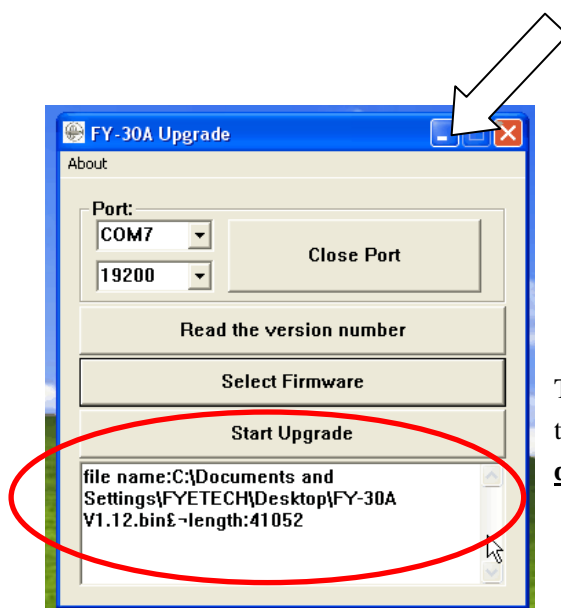 FY-30A Upgrade
About
Port:
COM7
19200
Close Port
Read the version number
Select Firmware
Start Upgrade
file name:C:\Documents and
Settings\FYETECH\Desktop\FY-30A
V1.12.bin£¬length:41052